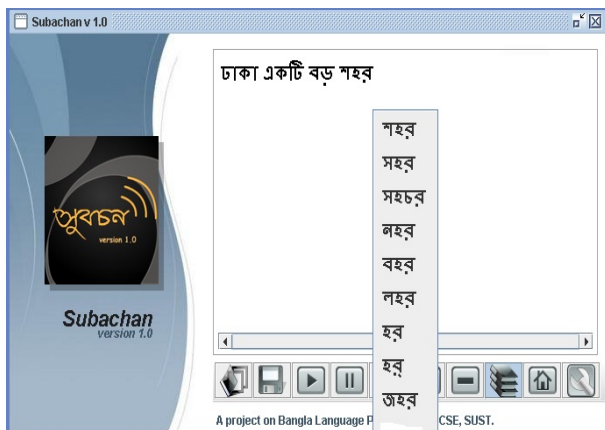 Subachan v 1.0
ঢাকা একটি বড় শহর
শহর
সহর
সহচর
নহর
বহর
লহর
হর
হর্
জহর
সুবচন
version 1.0
Subachan
version 1.0
A project on Bangla Language P CSE, SUST.